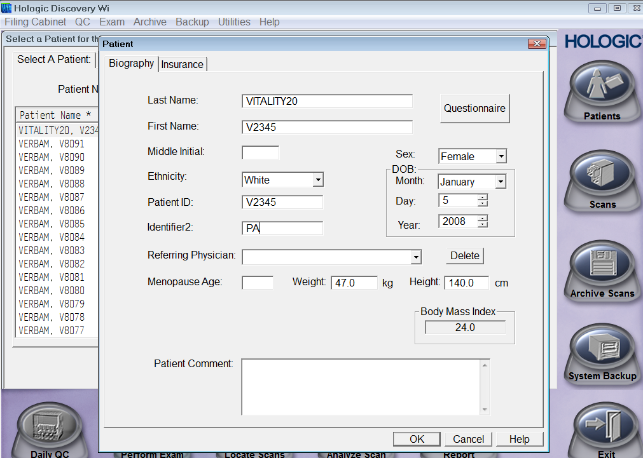 Hologic Discovery Wi
Filing Cabinet QC Exam Archive Backup Utilities Help
Select a Patient for th
Select A Patient:
Patient N
Patient Name *
VITALITY20, V234
VERBAM, V8091
VERBAM, V8090
VERBAM, V8089
VERBAM, V8088
VERBAM, V8087
VERBAM, V8086
VERBAM, V8085
VERBAM, V8084
VERBAM, V8083
VERBAM, V8082
VERBAM, V8081
VERBAM, V8080
VERBAM, V8079
VERBAM, V8078
VERBAM, V8077
Patient
Biography Insurance
Last Name: VITALITY20
Questionnaire
First Name: V2345
Middle Initial:
Sex: Female
Ethnicity: White
DOB:
Month: January
Patient ID: V2345
Day: 5
Identifier2: PA
Year: 2008
Referring Physician:
Delete
Menopause Age: Weight: 47.0 kg Height: 140.0 cm
Body Mass Index
24.0
Patient Comment:
OK Cancel Help
HOLOGIC
Patients
Scans
Archive Scans
System Backup
Daily QC Perform Exam Locate Scans Analyze Scan Report Exit